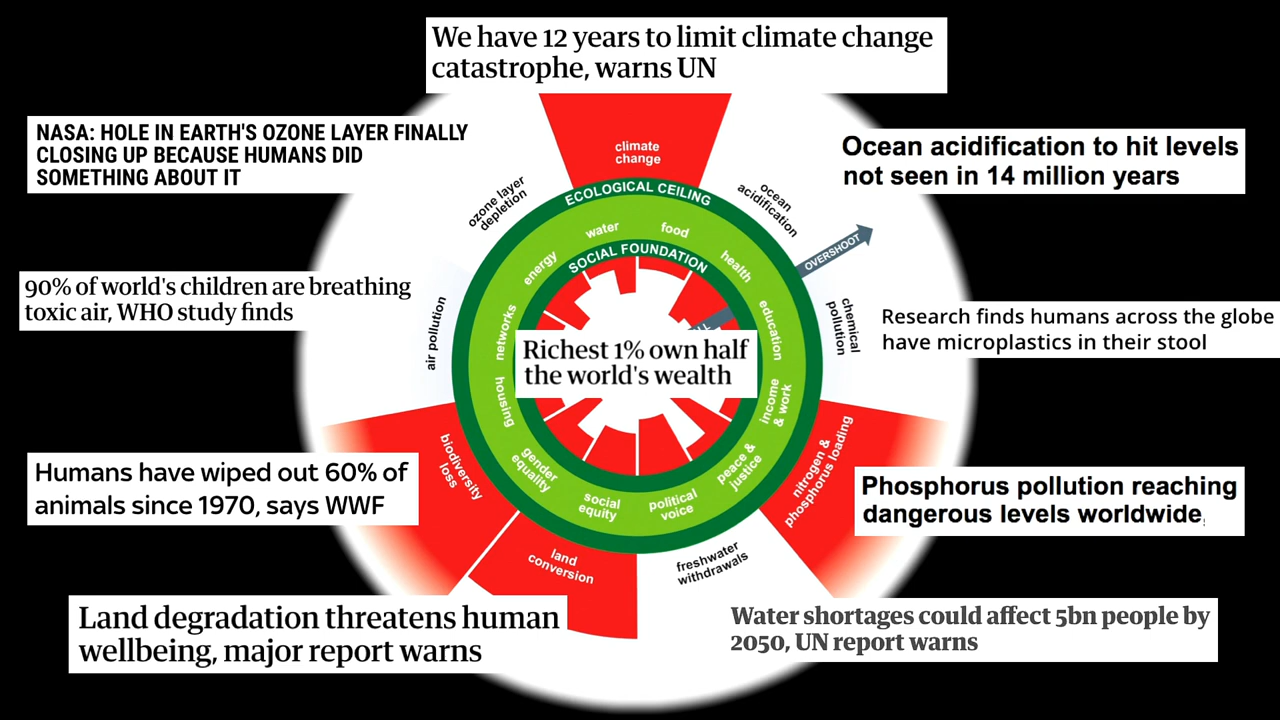 We have 12 years to limit climate change
catastrophe, warns UN
NASA: HOLE IN EARTH'S OZONE LAYER FINALLY
CLOSING UP BECAUSE HUMANS DID
SOMETHING ABOUT IT
Ocean acidification to hit levels
not seen in 14 million years
90% of world's children are breathing
toxic air, WHO study finds
Research finds humans across the globe
have microplastics in their stool
Richest 1% own half
the world's wealth
Humans have wiped out 60% of
animals since 1970, says WWF
Phosphorus pollution reaching
dangerous levels worldwide
Land degradation threatens human
wellbeing, major report warns
Water shortages could affect 5bn people by
2050, UN report warns
climate
change
ocean
acidification
chemical
pollution
nitrogen &
phosphorus loading
freshwater
withdrawals
land
conversion
biodiversity
loss
air pollution
ozone layer
depletion
ECOLOGICAL CEILING
OVERSHOOT
water
food
health
education
income
& work
peace &
justice
political
voice
social
equity
gender
equality
housing
networks
energy
SOCIAL FOUNDATION